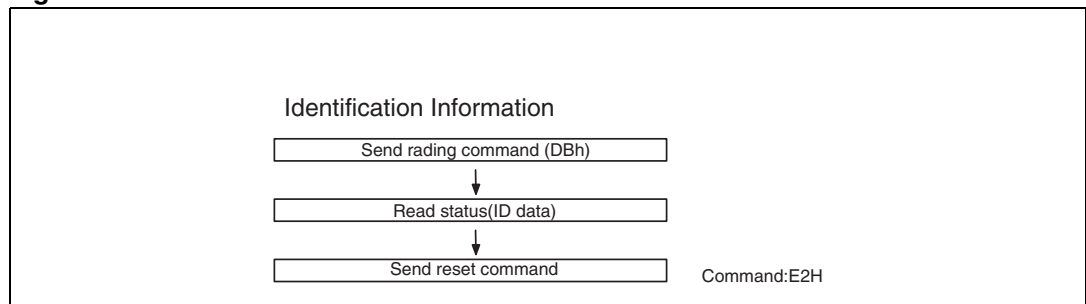 Identification Information
Send rading command (DBh)
Read status(ID data)
Send reset command
Command:E2H